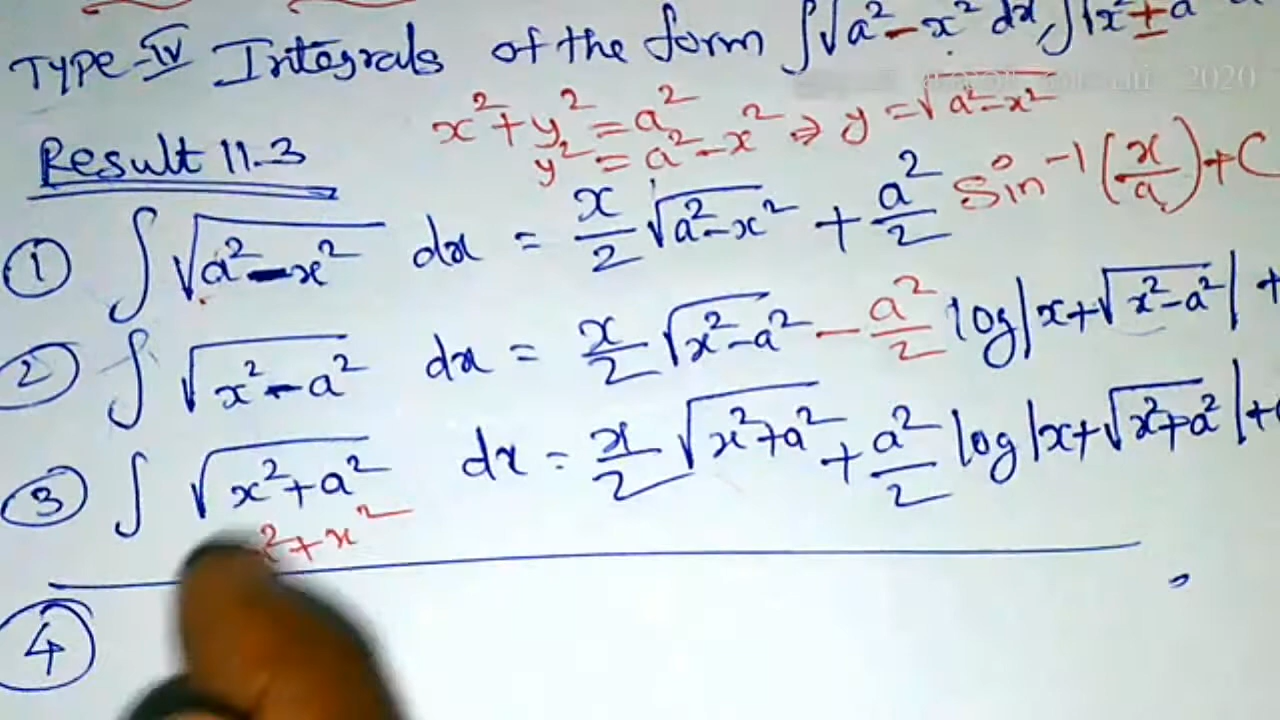 TYPE-IV Integrals of the form ∫√a²-x² dx, ∫√x²±a²
x²+y²=a²
y²=a²-x² ⇒ y=√a²-x²
Result 11.3
① ∫√a²-x² dx = x/2 √a²-x² + a²/2 sin⁻¹(x/a)+C
② ∫√x²-a² dx = x/2 √x²-a² - a²/2 log|x+√x²-a²|+
③ ∫√x²+a² dx = x/2 √x²+a² + a²/2 log|x+√x²+a²|+C
²+x²
④
2020